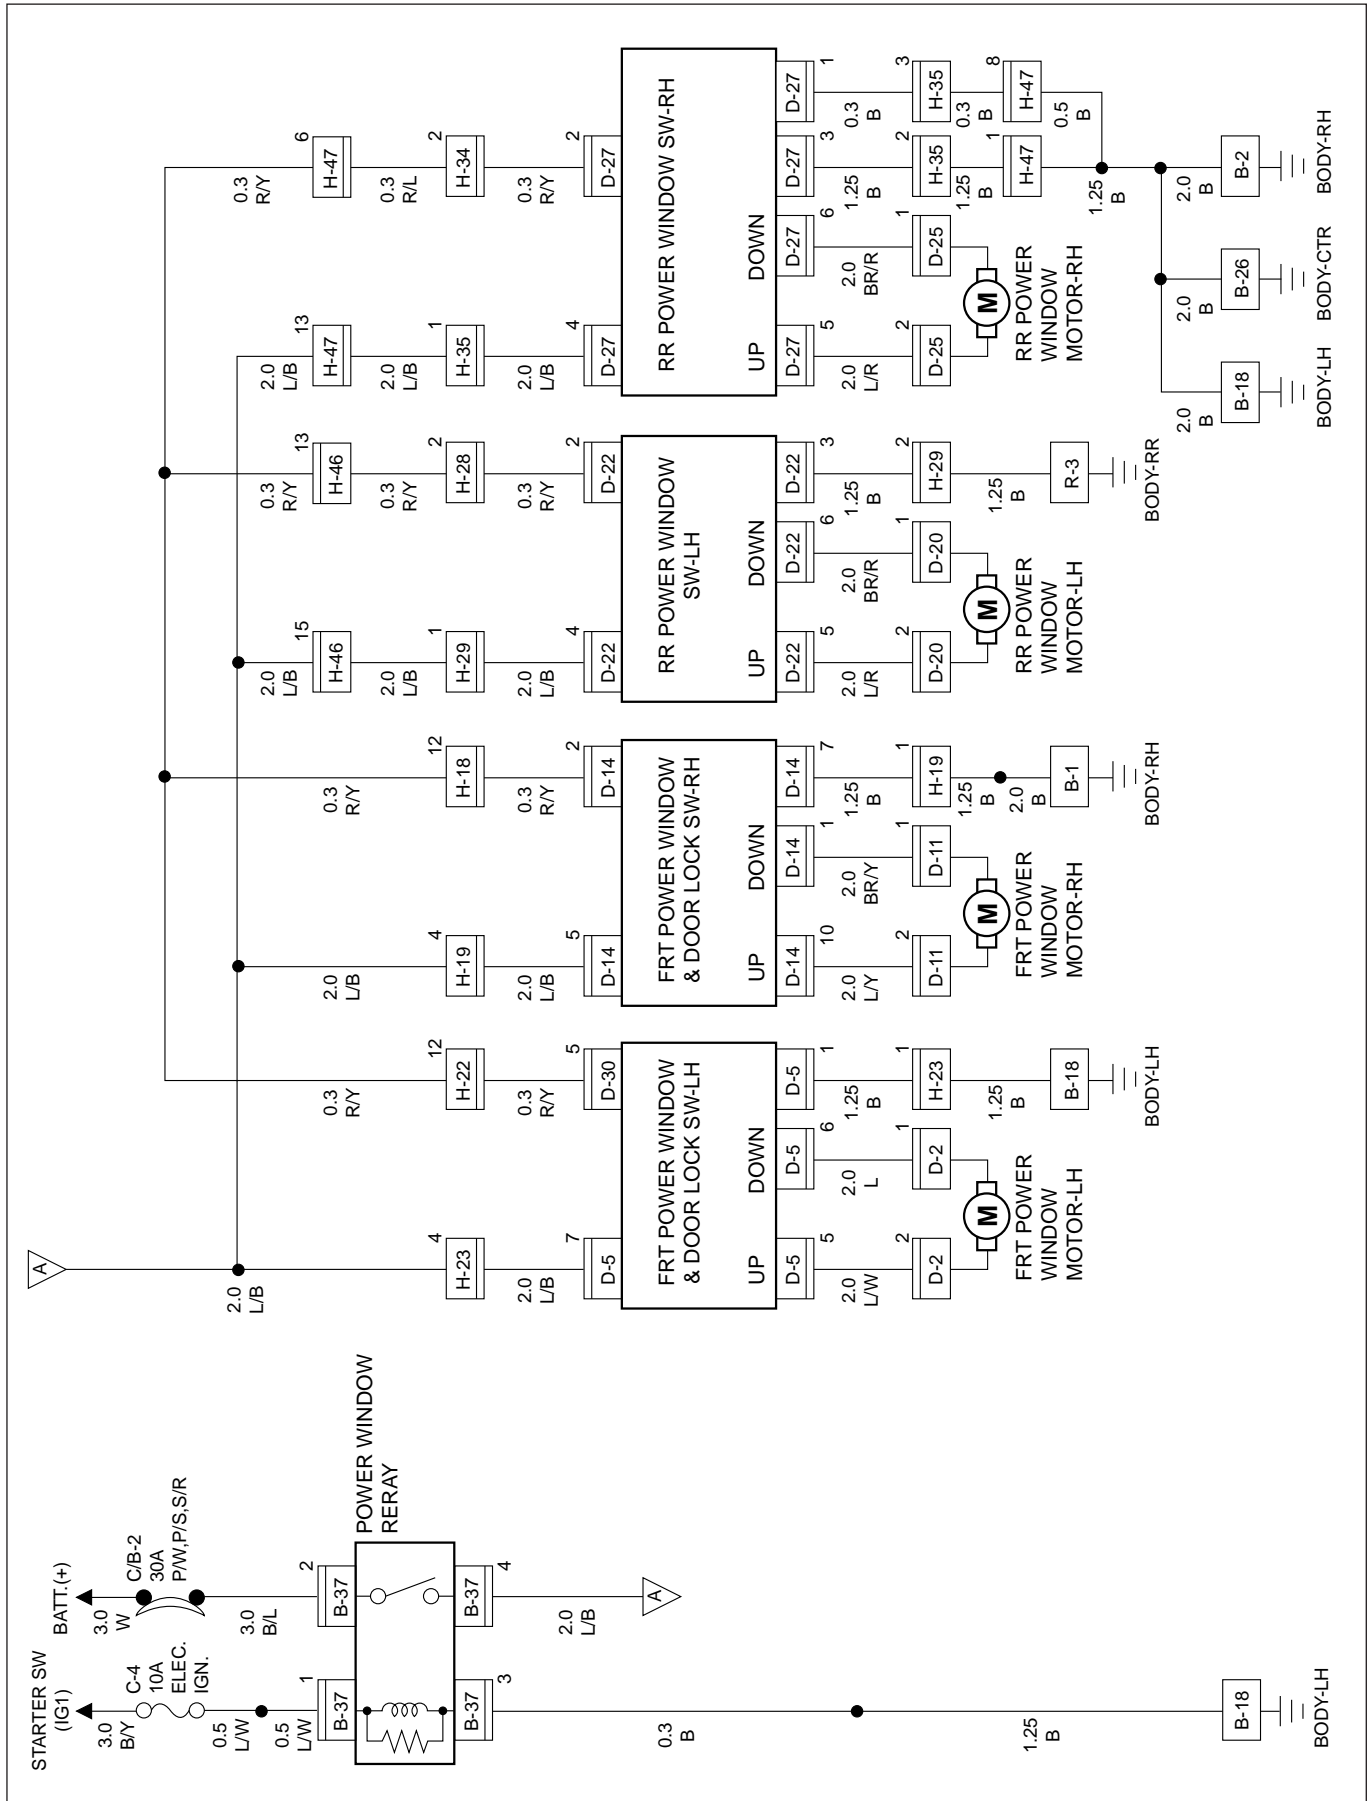 STARTER SW
(IG1)
3.0
B/Y
C-4
10A
ELEC.
IGN.
0.5
L/W
0.5
L/W
1
B-37
B-37
3
0.3
B
1.25
B
B-18
BODY-LH
BATT.(+)
3.0
W
C/B-2
30A
P/W,P/S,S/R
3.0
B/L
2
B-37
B-37
4
2.0
L/B
A
POWER WINDOW
RERAY
A
2.0
L/B
4
H-23
2.0
L/B
7
D-5
0.3
R/Y
12
H-22
0.3
R/Y
5
D-30
FRT POWER WINDOW
& DOOR LOCK SW-LH
UP
DOWN
D-5
5
2.0
L/W
2
D-2
D-5
6
2.0
L
1
D-2
M
FRT POWER
WINDOW
MOTOR-LH
D-5
1
1.25
B
1
H-23
1.25
B
B-18
BODY-LH
2.0
L/B
4
H-19
2.0
L/B
5
D-14
0.3
R/Y
12
H-18
0.3
R/Y
2
D-14
FRT POWER WINDOW
& DOOR LOCK SW-RH
UP
DOWN
D-14
10
2.0
L/Y
2
D-11
D-14
1
2.0
BR/Y
1
D-11
M
FRT POWER
WINDOW
MOTOR-RH
D-14
7
1.25
B
1
H-19
1.25
B
2.0
B
B-1
BODY-RH
2.0
L/B
15
H-46
2.0
L/B
1
H-29
2.0
L/B
4
D-22
0.3
R/Y
13
H-46
0.3
R/Y
2
H-28
0.3
R/Y
2
D-22
RR POWER WINDOW
SW-LH
UP
DOWN
D-22
5
2.0
L/R
2
D-20
D-22
6
2.0
BR/R
1
D-20
M
RR POWER
WINDOW
MOTOR-LH
D-22
3
1.25
B
2
H-29
1.25
B
R-3
BODY-RR
2.0
L/B
13
H-47
2.0
L/B
1
H-35
2.0
L/B
4
D-27
0.3
R/Y
6
H-47
0.3
R/L
2
H-34
0.3
R/Y
2
D-27
RR POWER WINDOW SW-RH
UP
DOWN
D-27
5
2.0
L/R
2
D-25
D-27
6
2.0
BR/R
1
D-25
M
RR POWER
WINDOW
MOTOR-RH
D-27
3
1.25
B
2
H-35
1.25
B
1
H-47
1.25
B
D-27
1
0.3
B
3
H-35
0.3
B
8
H-47
0.5
B
2.0
B
B-18
BODY-LH
2.0
B
B-26
BODY-CTR
2.0
B
B-2
BODY-RH